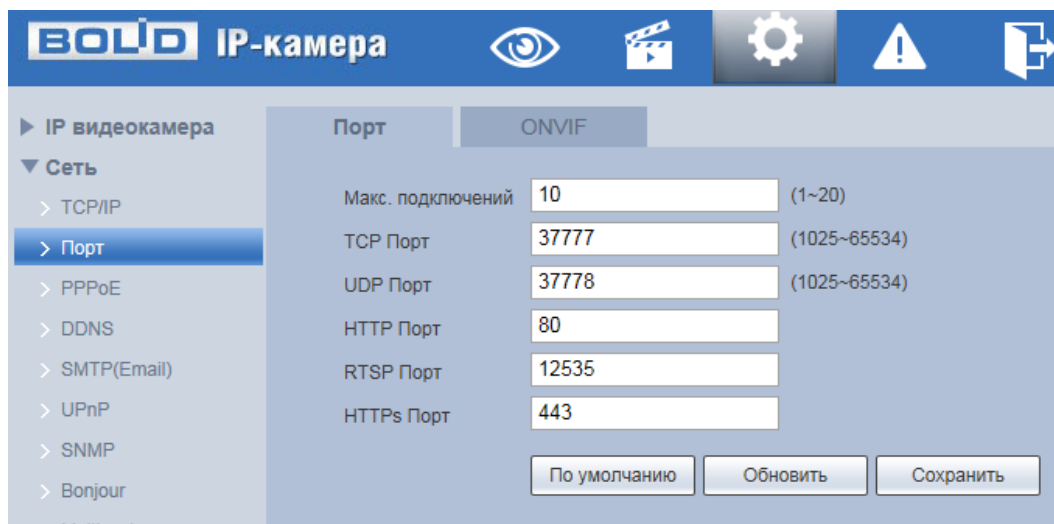 BOLID IP-камера
IP видеокамера
Сеть
TCP/IP
Порт
PPPoE
DDNS
SMTP(Email)
UPnP
SNMP
Bonjour
Порт ONVIF
Макс. подключений 10 (1~20)
TCP Порт 37777 (1025~65534)
UDP Порт 37778 (1025~65534)
HTTP Порт 80
RTSP Порт 12535
HTTPs Порт 443
По умолчанию Обновить Сохранить